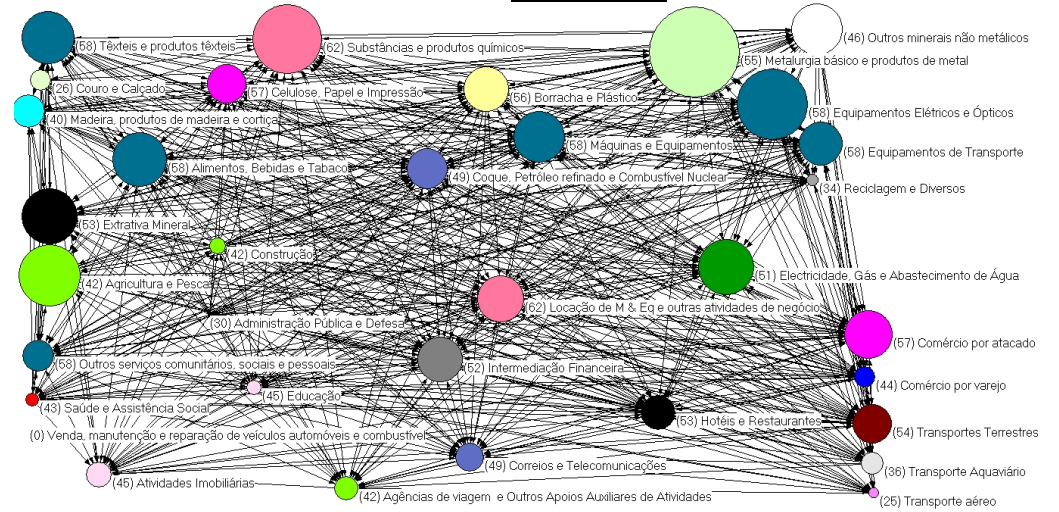 (58) Têxteis e produtos têxteis
(62) Substâncias e produtos químicos
(46) Outros minerais não metálicos
(55) Metalurgia básico e produtos de metal
(26) Couro e Calçado
(57) Celulose, Papel e Impressão
(56) Borracha e Plástico
(58) Equipamentos Elétricos e Ópticos
(40) Madeira, produtos de madeira e cortiça
(58) Máquinas e Equipamentos
(58) Equipamentos de Transporte
(58) Alimentos, Bebidas e Tabaco
(49) Coque, Petróleo refinado e Combustível Nuclear
(34) Reciclagem e Diversos
(53) Extrativa Mineral
(42) Construção
(51) Electricidade, Gás e Abastecimento de Água
(42) Agricultura e Pesca
(62) Locação de M & Eq e outras atividades de negócio
(30) Administração Pública e Defesa
(57) Comércio por atacado
(58) Outros serviços comunitários, sociais e pessoais
(52) Intermediação Financeira
(44) Comércio por varejo
(45) Educação
(43) Saúde e Assistência Social
(53) Hotéis e Restaurantes
(54) Transportes Terrestres
(0) Venda, manutenção e reparação de veículos automóveis e combustível
(49) Correios e Telecomunicações
(36) Transporte Aquaviário
(45) Atividades Imobiliárias
(42) Agências de viagem e Outros Apoios Auxiliares de Atividades
(25) Transporte aéreo